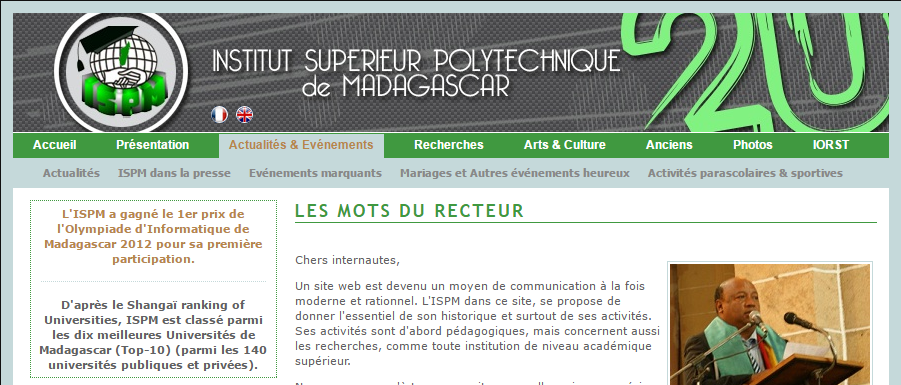 INSTITUT SUPERIEUR POLYTECHNIQUE
de MADAGASCAR
ISPM
20
Accueil Présentation Actualités & Evénements Recherches Arts & Culture Anciens Photos IORST
Actualités ISPM dans la presse Evénements marquants Mariages et Autres événements heureux Activités parascolaires & sportives
L'ISPM a gagné le 1er prix de
l'Olympiade d'Informatique de
Madagascar 2012 pour sa première
participation.
D'après le Shangaï ranking of
Universities, ISPM est classé parmi
les dix meilleures Universités de
Madagascar (Top-10) (parmi les 140
universités publiques et privées).
LES MOTS DU RECTEUR
Chers internautes,
Un site web est devenu un moyen de communication à la fois
moderne et rationnel. L'ISPM dans ce site, se propose de
donner l'essentiel de son historique et surtout de ses activités.
Ses activités sont d'abord pédagogiques, mais concernent aussi
les recherches, comme toute institution de niveau académique
supérieur.